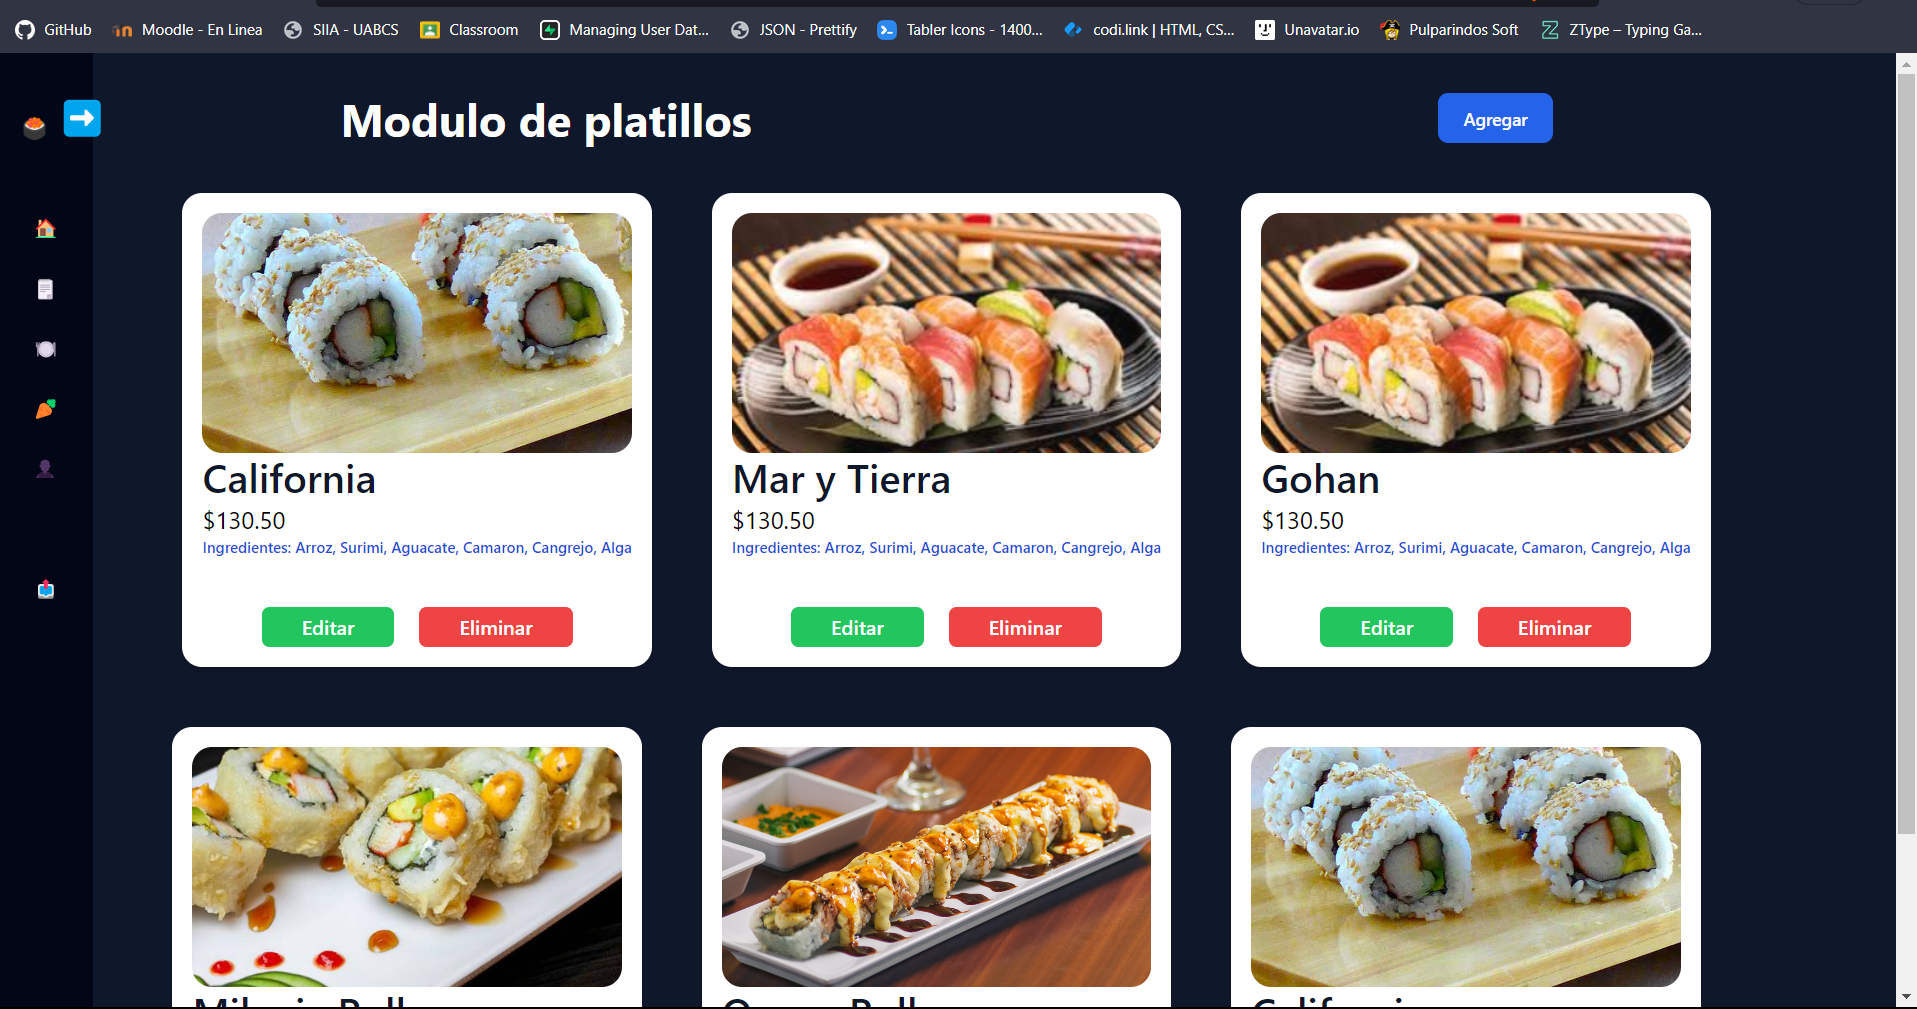 GitHub Moodle - En Linea SIIA - UABCS Classroom Managing User Dat... JSON - Prettify Tabler Icons - 1400... codi.link | HTML, CS... Unavatar.io Pulparindos Soft ZType – Typing Ga...
Modulo de platillos
Agregar
California
$130.50
Ingredientes: Arroz, Surimi, Aguacate, Camaron, Cangrejo, Alga
Editar Eliminar
Mar y Tierra
$130.50
Ingredientes: Arroz, Surimi, Aguacate, Camaron, Cangrejo, Alga
Editar Eliminar
Gohan
$130.50
Ingredientes: Arroz, Surimi, Aguacate, Camaron, Cangrejo, Alga
Editar Eliminar
California